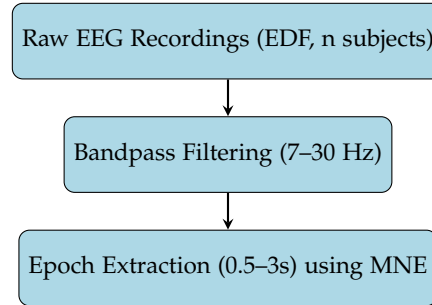 Raw EEG Recordings (EDF, n subjects)
Bandpass Filtering (7–30 Hz)
Epoch Extraction (0.5–3s) using MNE